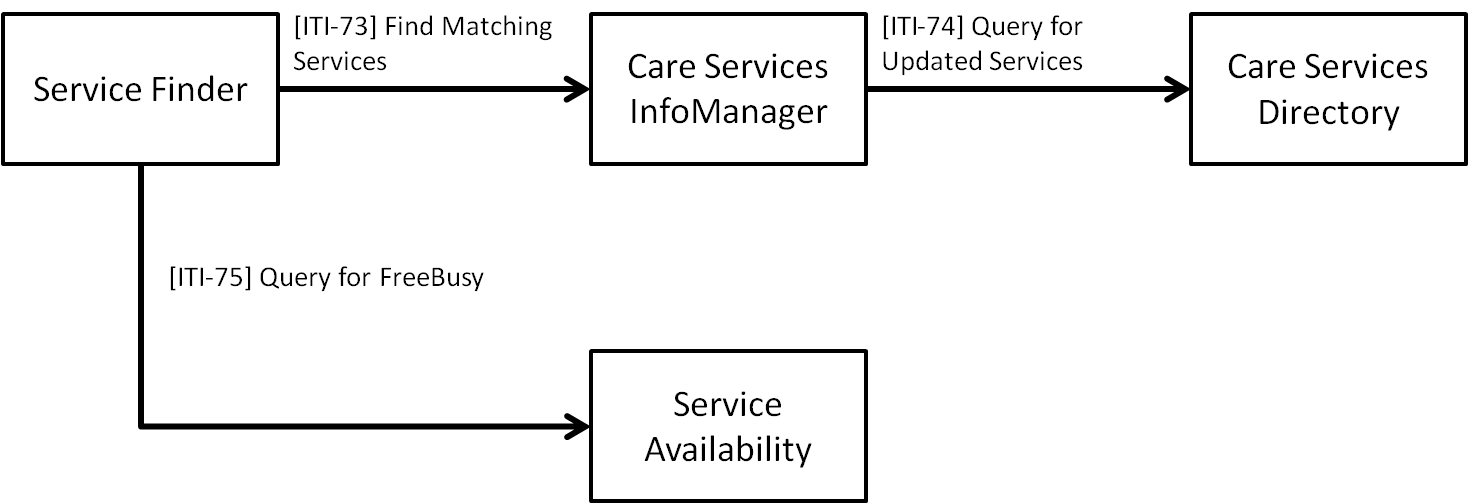 Service Finder
[ITI-73] Find Matching
Services
Care Services
InfoManager
[ITI-74] Query for
Updated Services
Care Services
Directory
[ITI-75] Query for FreeBusy
Service
Availability